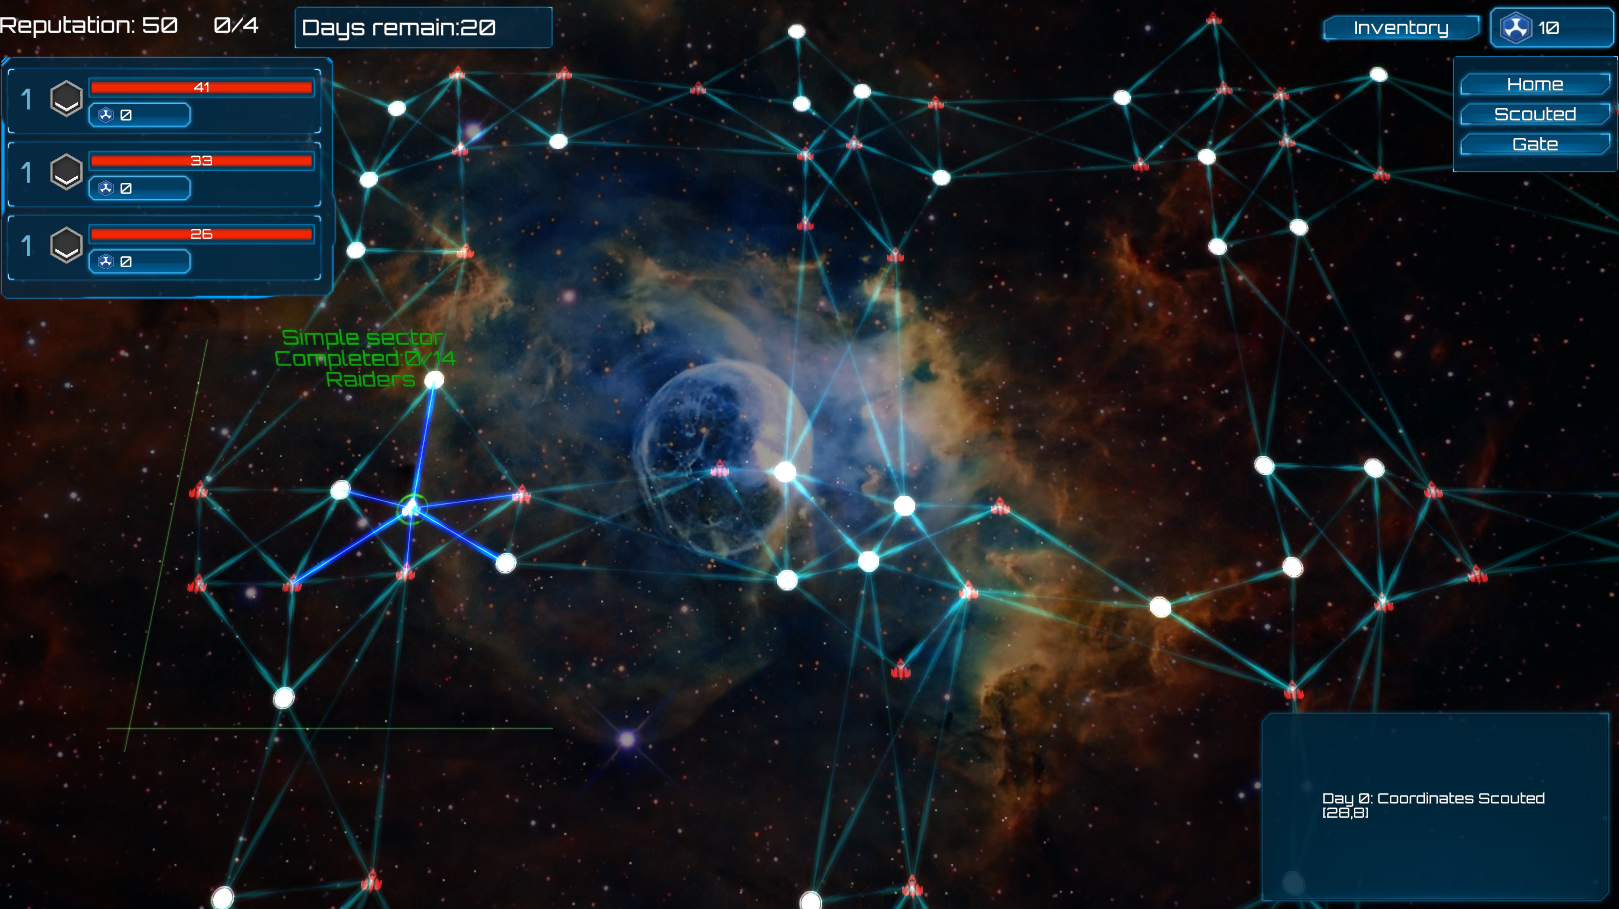 Reputation: 50 0/4
Days remain:20
Inventory
10
1 41
0
1 33
0
1 26
0
Home
Scouted
Gate
Simple sector
Completed:0/14
Raiders
Day 0: Coordinates Scouted
[28,8]